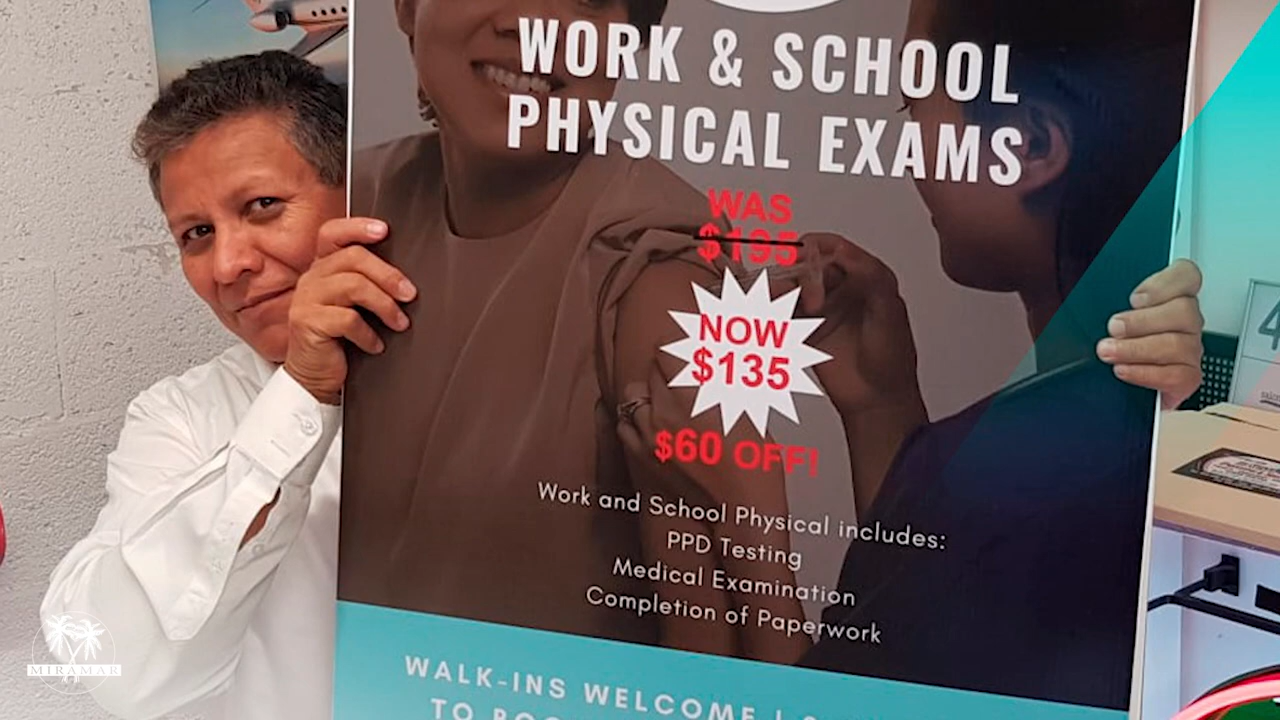 WORK & SCHOOL
PHYSICAL EXAMS
WAS
$195
NOW
$135
$60 OFF!
Work and School Physical includes:
PPD Testing
Medical Examination
Completion of Paperwork
WALK-INS WELCOME |
TO
MIRAMAR